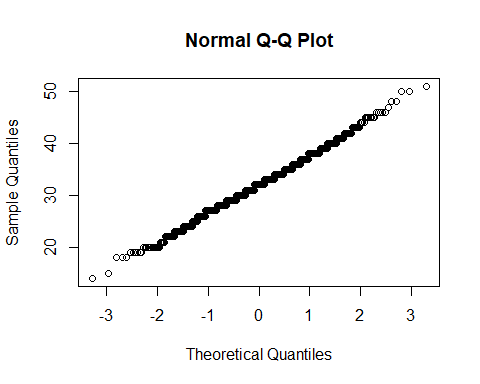 Normal Q-Q Plot
50
40
30
20
Sample Quantiles
-3 -2 -1 0 1 2 3
Theoretical Quantiles